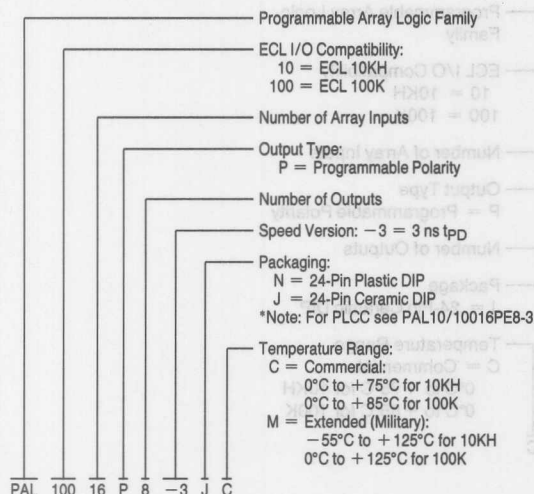 Programmable Array Logic Family
ECL I/O Compatibility:
10 = ECL 10KH
100 = ECL 100K
Number of Array Inputs
Output Type:
P = Programmable Polarity
Number of Outputs
Speed Version: −3 = 3 ns tPD
Packaging:
N = 24-Pin Plastic DIP
J = 24-Pin Ceramic DIP
*Note: For PLCC see PAL10/10016PE8-3
Temperature Range:
C = Commercial:
0°C to +75°C for 10KH
0°C to +85°C for 100K
M = Extended (Military):
−55°C to +125°C for 10KH
0°C to +125°C for 100K
PAL 100 16 P 8 −3 J C